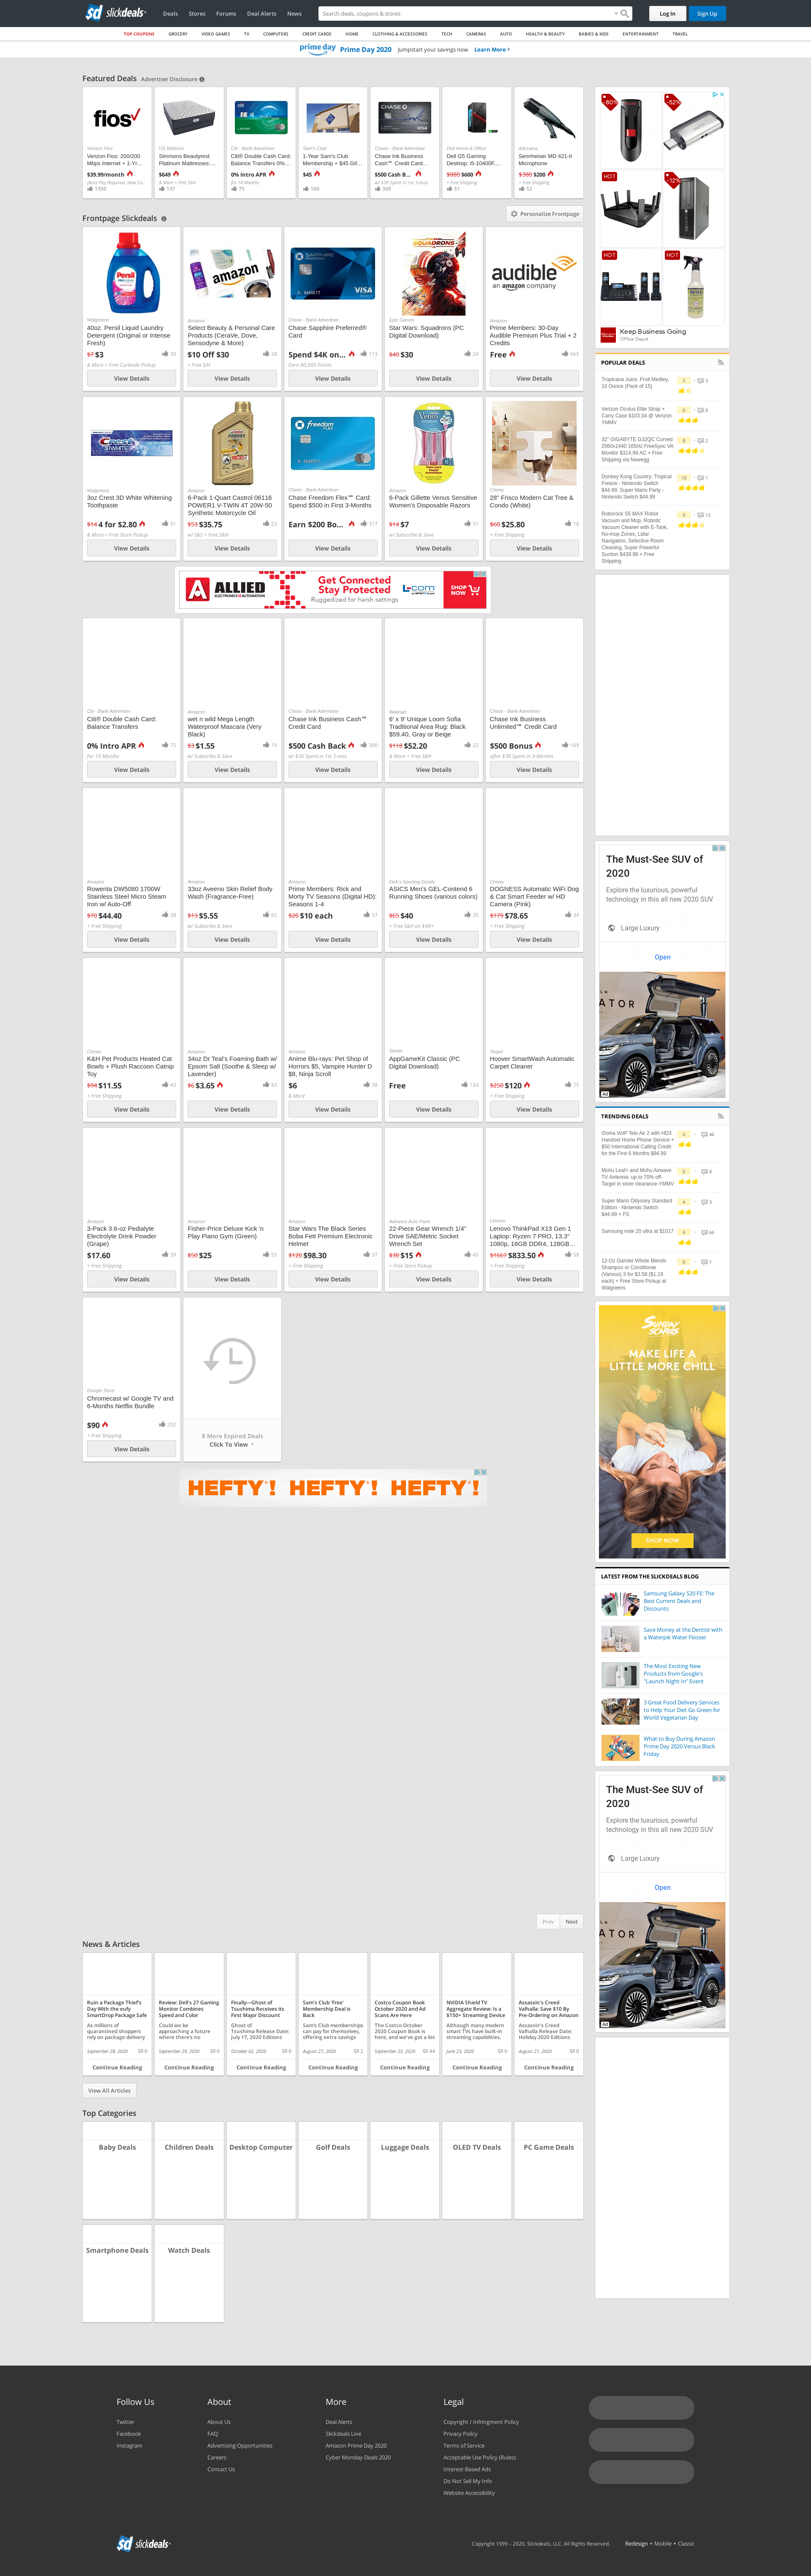 slickdeals
Deals
Stores
Forums
Deal Alerts
News
Search deals, coupons & stores
Log In
Sign Up
TOP COUPONS
GROCERY
VIDEO GAMES
TV
COMPUTERS
CREDIT CARDS
HOME
CLOTHING & ACCESSORIES
TECH
CAMERAS
AUTO
HEALTH & BEAUTY
BABIES & KIDS
ENTERTAINMENT
TRAVEL
prime day
Prime Day 2020
Jumpstart your savings now
Learn More
Featured Deals
Advertiser Disclosure
Verizon Fios
Verizon Fios: 200/200 Mbps Internet + 1-Yr…
$39.99/month
1350
US Mattress
Simmons Beautyrest Platinum Mattresses:…
$649
& More + Free S&H
137
Citi - Bank Advertiser
Citi® Double Cash Card: Balance Transfers 0%…
0% Intro APR
for 18 Months
75
Sam's Club
1-Year Sam's Club Membership + $45 Gif…
$45
168
Chase - Bank Advertiser
Chase Ink Business Cash℠ Credit Card…
$500 Cash B…
300
Dell Home & Office
Dell G5 Gaming Desktop: i5-10400F,…
$880 $600
+ Free Shipping
51
Adorama
Sennheiser MD 421-II Microphone
$380 $200
+ Free Shipping
52
Frontpage Slickdeals
Personalize Frontpage
Walgreens
40oz. Persil Liquid Laundry Detergent (Original or Intense Fresh)
$7 $3
30
& More + Free Curbside Pickup
View Details
Amazon
Select Beauty & Personal Care Products (CeraVe, Dove, Sensodyne & More)
$10 Off $30
28
+ Free S/H
View Details
Chase - Bank Advertiser
Chase Sapphire Preferred® Card
Spend $4K on…
113
Earn 60,000 Points
View Details
Epic Games
Star Wars: Squadrons (PC Digital Download)
$40 $30
24
View Details
audible
an amazon company
Amazon
Prime Members: 30-Day Audible Premium Plus Trial + 2 Credits
Free
665
View Details
Walgreens
3oz Crest 3D White Whitening Toothpaste
$14 4 for $2.80
91
& More + Free Store Pickup
View Details
Amazon
6-Pack 1-Quart Castrol 06116 POWER1 V-TWIN 4T 20W-50 Synthetic Motorcycle Oil
$53 $35.75
23
w/ S&S + Free S&H
View Details
Chase - Bank Advertiser
Chase Freedom Flex℠ Card: Spend $500 in First 3-Months
Earn $200 Bo…
317
View Details
Amazon
6-Pack Gillette Venus Sensitive Women's Disposable Razors
$14 $7
31
w/ Subscribe & Save
View Details
Chewy
28" Frisco Modern Cat Tree & Condo (White)
$68 $25.80
18
+ Free Shipping
View Details
ALLIED
ELECTRONICS & AUTOMATION
Get Connected
Stay Protected
Ruggedized for harsh settings
L-com
SHOP NOW
Citi - Bank Advertiser
Citi® Double Cash Card: Balance Transfers
0% Intro APR
75
for 18 Months
View Details
Amazon
wet n wild Mega Length Waterproof Mascara (Very Black)
$3 $1.55
19
w/ Subscribe & Save
View Details
Chase - Bank Advertiser
Chase Ink Business Cash℠ Credit Card
$500 Cash Back
300
w/ $3K Spent in 1st 3 mos
View Details
Walmart
6' x 9' Unique Loom Sofia Traditional Area Rug: Black $59.40, Gray or Beige
$118 $52.20
22
& More + Free S&H
View Details
Chase - Bank Advertiser
Chase Ink Business Unlimited℠ Credit Card
$500 Bonus
169
after $3K Spent in 3-Months
View Details
Amazon
Rowenta DW5080 1700W Stainless Steel Micro Steam Iron w/ Auto-Off
$70 $44.40
38
+ Free Shipping
View Details
Amazon
33oz Aveeno Skin Relief Body Wash (Fragrance-Free)
$13 $5.55
65
w/ Subscribe & Save
View Details
Amazon
Prime Members: Rick and Morty TV Seasons (Digital HD): Seasons 1-4
$20 $10 each
57
View Details
Dick's Sporting Goods
ASICS Men's GEL-Contend 6 Running Shoes (various colors)
$65 $40
35
+ Free S&H on $49+
View Details
Chewy
DOGNESS Automatic WiFi Dog & Cat Smart Feeder w/ HD Camera (Pink)
$179 $78.65
34
+ Free Shipping
View Details
Chewy
K&H Pet Products Heated Cat Bowls + Plush Raccoon Catnip Toy
$94 $11.55
43
+ Free Shipping
View Details
Amazon
34oz Dr Teal's Foaming Bath w/ Epsom Salt (Soothe & Sleep w/ Lavender)
$6 $3.65
83
View Details
Amazon
Anime Blu-rays: Pet Shop of Horrors $5, Vampire Hunter D $8, Ninja Scroll
$6
38
& More
View Details
Steam
AppGameKit Classic (PC Digital Download)
Free
124
View Details
Target
Hoover SmartWash Automatic Carpet Cleaner
$250 $120
75
+ Free Shipping
View Details
Amazon
3-Pack 3.6-oz Pedialyte Electrolyte Drink Powder (Grape)
$17.60
39
+ Free Shipping
View Details
Amazon
Fisher-Price Deluxe Kick 'n Play Piano Gym (Green)
$50 $25
55
View Details
Amazon
Star Wars The Black Series Boba Fett Premium Electronic Helmet
$120 $98.30
37
+ Free Shipping
View Details
Advance Auto Parts
22-Piece Gear Wrench 1/4" Drive SAE/Metric Socket Wrench Set
$30 $15
45
+ Free Store Pickup
View Details
Lenovo
Lenovo ThinkPad X13 Gen 1 Laptop: Ryzen 7 PRO, 13.3" 1080p, 16GB DDR4, 128GB…
$1667 $833.50
58
+ Free Shipping
View Details
Google Store
Chromecast w/ Google TV and 6-Months Netflix Bundle
$90
252
+ Free Shipping
View Details
8 More Expired Deals
Click To View
HEFTY! HEFTY! HEFTY!
Prev
Next
News & Articles
Ruin a Package Thief's Day With the eufy SmartDrop Package Safe
As millions of quarantined shoppers rely on package delivery
September 28, 2020
0
Continue Reading
Review: Dell's 27 Gaming Monitor Combines Speed and Color
Could we be approaching a future where there's no
September 29, 2020
0
Continue Reading
Finally—Ghost of Tsushima Receives its First Major Discount
Ghost of Tsushima Release Date: July 17, 2020 Editions
October 02, 2020
0
Continue Reading
Sam's Club 'Free' Membership Deal is Back
Sam's Club memberships can pay for themselves, offering extra savings
August 27, 2020
2
Continue Reading
Costco Coupon Book October 2020 and Ad Scans Are Here
The Costco October 2020 Coupon Book is here, and we've got a list
September 23, 2020
44
Continue Reading
NVIDIA Shield TV Aggregate Review: Is a $150+ Streaming Device
Although many modern smart TVs have built-in streaming capabilities,
June 23, 2020
0
Continue Reading
Assassin's Creed Valhalla: Save $10 By Pre-Ordering on Amazon
Assassin's Creed Valhalla Release Date: Holiday 2020 Editions
August 21, 2020
0
Continue Reading
View All Articles
Top Categories
Baby Deals
Children Deals
Desktop Computer
Golf Deals
Luggage Deals
OLED TV Deals
PC Game Deals
Smartphone Deals
Watch Deals
-80%
-52%
HOT
-12%
HOT
HOT
Keep Business Going
Office Depot
POPULAR DEALS
Tropicana Juice, Fruit Medley, 10 Ounce (Pack of 15)
3
3
Verizon Oculus Elite Strap + Carry Case $103.34 @ Verizon YMMV
6
6
32" GIGABYTE G32QC Curved 2560x1440 165Hz FreeSync VA Monitor $314.99 AC + Free Shipping via Newegg
8
2
Donkey Kong Country: Tropical Freeze - Nintendo Switch $44.99, Super Mario Party - Nintendo Switch $44.99
10
1
Roborock S5 MAX Robot Vacuum and Mop, Robotic Vacuum Cleaner with E-Tank, No-mop Zones, Lidar Navigation, Selective Room Cleaning, Super Powerful Suction $439.99 + Free Shipping
9
13
The Must-See SUV of 2020
Explore the luxurious, powerful technology in this all new 2020 SUV
Large Luxury
Open
Ad
TRENDING DEALS
Ooma VoIP Telo Air 2 with HD3 Handset Home Phone Service + $50 International Calling Credit for the First 6 Months $84.99
4
46
Mohu Leaf+ and Mohu Airwave TV Antenna- up to 70% off- Target in store clearance-YMMV
6
9
Super Mario Odyssey Standard Edition - Nintendo Switch $44.99 + FS
4
3
Samsung note 20 ultra at $1017
4
66
12-Oz Garnier Whole Blends Shampoo or Conditioner (Various) 3 for $3.58 ($1.19 each) + Free Store Pickup at Walgreens
6
1
SUNDAY SCARIES
MAKE LIFE A LITTLE MORE CHILL
SHOP NOW
LATEST FROM THE SLICKDEALS BLOG
Samsung Galaxy S20 FE: The Best Current Deals and Discounts
Save Money at the Dentist with a Waterpik Water Flosser
The Most Exciting New Products from Google's "Launch Night In" Event
3 Great Food Delivery Services to Help Your Diet Go Green for World Vegetarian Day
What to Buy During Amazon Prime Day 2020 Versus Black Friday
The Must-See SUV of 2020
Explore the luxurious, powerful technology in this all new 2020 SUV
Large Luxury
Open
Ad
Follow Us
Twitter
Facebook
Instagram
About
About Us
FAQ
Advertising Opportunities
Careers
Contact Us
More
Deal Alerts
Slickdeals Live
Amazon Prime Day 2020
Cyber Monday Deals 2020
Legal
Copyright / Infringment Policy
Privacy Policy
Terms of Service
Acceptable Use Policy (Rules)
Interest-Based Ads
Do Not Sell My Info
Website Accessibility
slickdeals
Copyright 1999 - 2020. Slickdeals, LLC. All Rights Reserved.
Redesign • Mobile • Classic